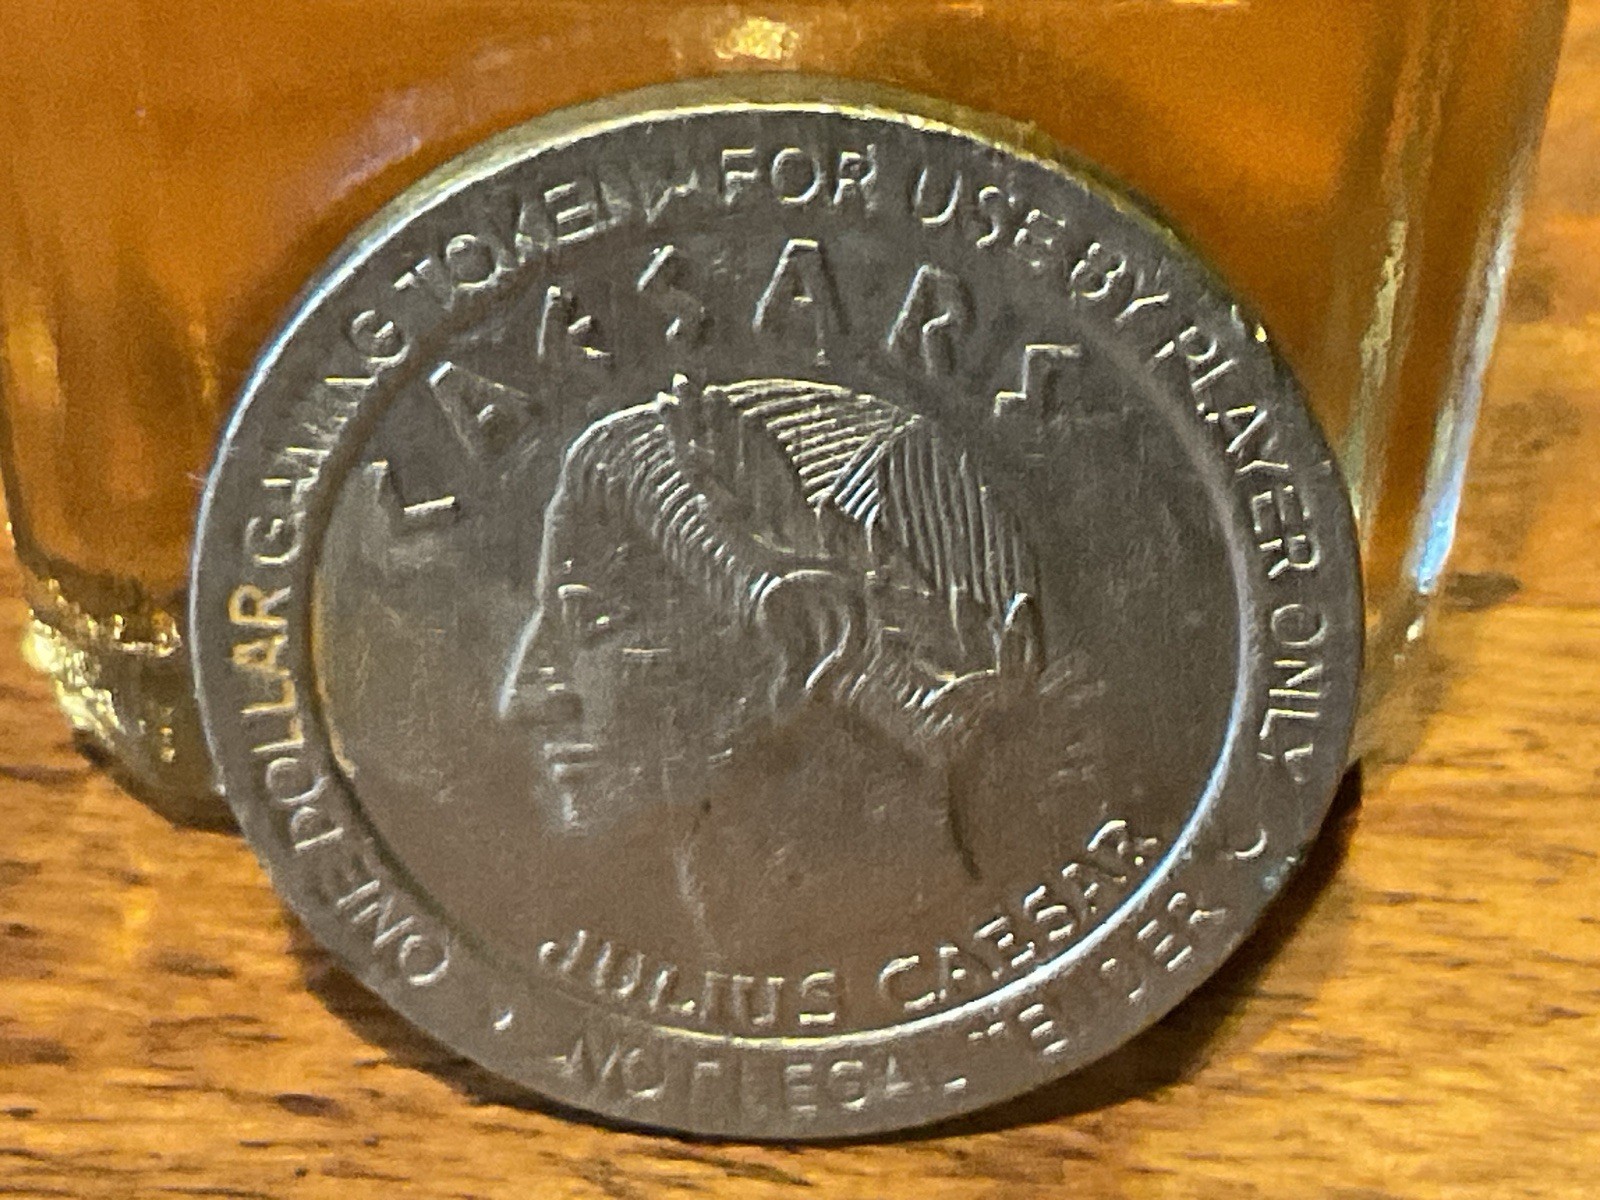 ONE DOLLAR GAMING TOKEN FOR USE BY PLAYER ONLY
CAESARS
JULIUS CAESAR
NOT LEGAL TENDER